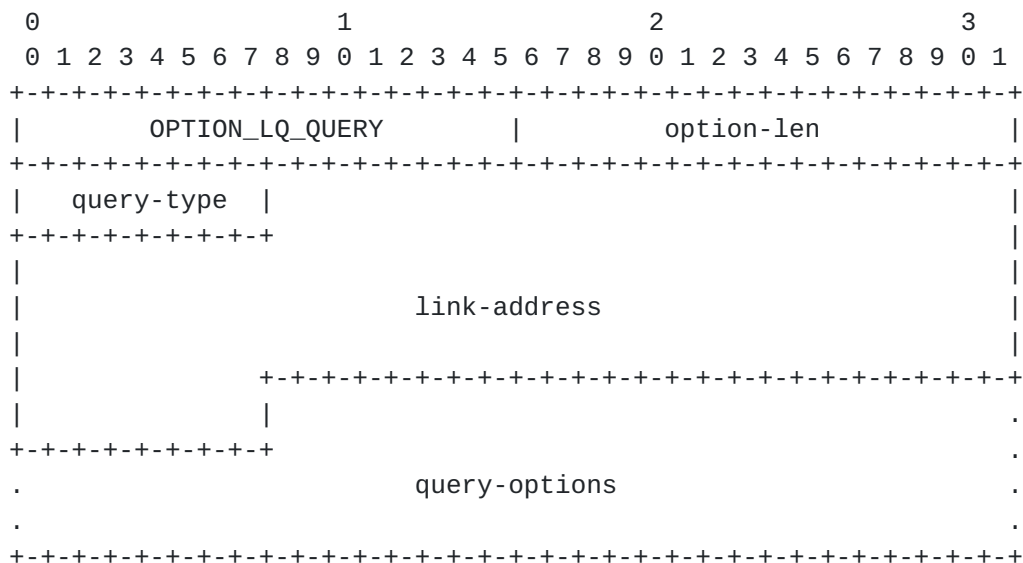 0                   1                   2                   3
 0 1 2 3 4 5 6 7 8 9 0 1 2 3 4 5 6 7 8 9 0 1 2 3 4 5 6 7 8 9 0 1
+-+-+-+-+-+-+-+-+-+-+-+-+-+-+-+-+-+-+-+-+-+-+-+-+-+-+-+-+-+-+-+-+
|        OPTION_LQ_QUERY        |         option-len            |
+-+-+-+-+-+-+-+-+-+-+-+-+-+-+-+-+-+-+-+-+-+-+-+-+-+-+-+-+-+-+-+-+
|   query-type  |                                               |
+-+-+-+-+-+-+-+-+                                               |
|                                                               |
|                         link-address                          |
|                                                               |
|               +-+-+-+-+-+-+-+-+-+-+-+-+-+-+-+-+-+-+-+-+-+-+-+-+
|               |                                               .
+-+-+-+-+-+-+-+-+                                               .
.                         query-options                         .
.                                                               .
+-+-+-+-+-+-+-+-+-+-+-+-+-+-+-+-+-+-+-+-+-+-+-+-+-+-+-+-+-+-+-+-+